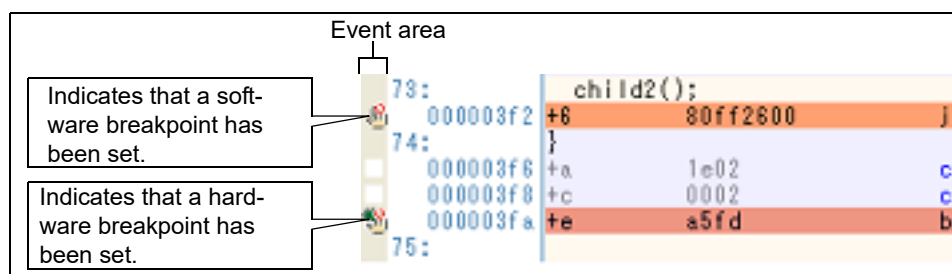 Event area
Indicates that a soft-
ware breakpoint has
been set.
Indicates that a hard-
ware breakpoint has
been set.
73: child2();
000003f2 +6 80ff2600 j
74: }
000003f6 +a 1e02 c
000003f8 +c 0002 c
000003fa +e a5fd b
75: